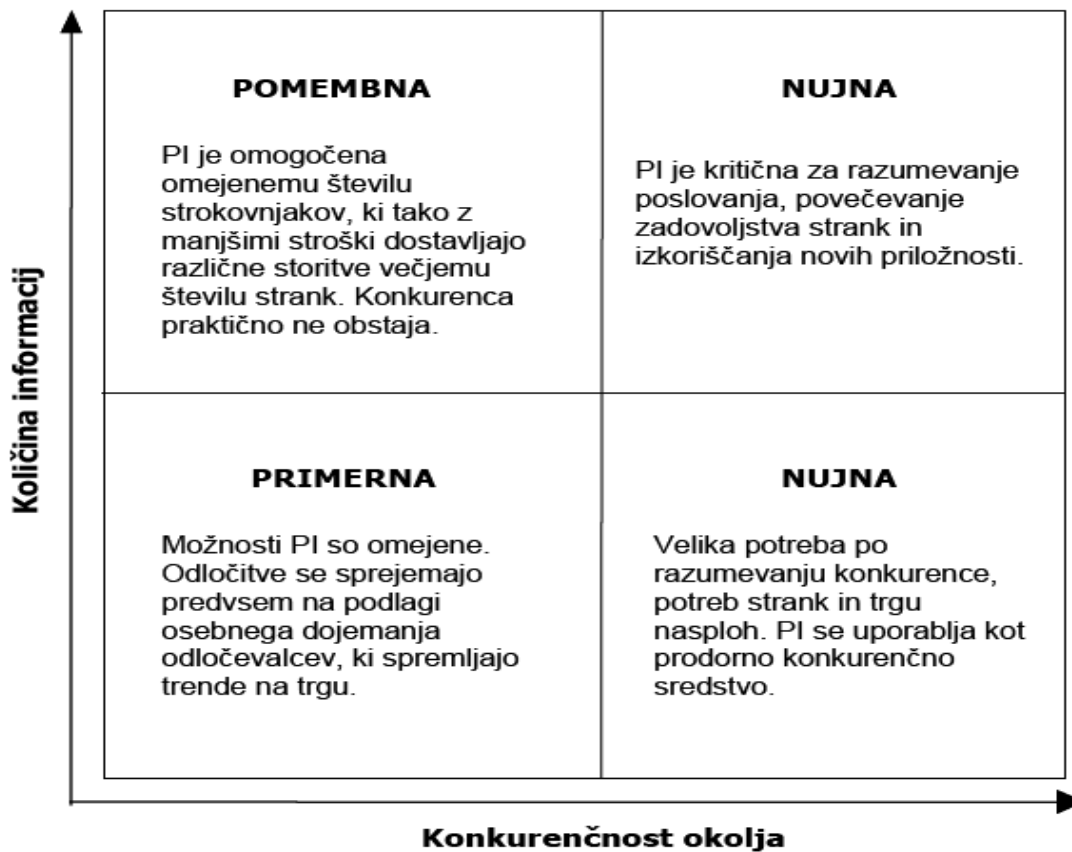 Količina informacij
POMEMBNA
PI je omogočena
omejenemu številu
strokovnjakov, ki tako z
manjšimi stroški dostavljajo
različne storitve večjemu
številu strank. Konkurenca
praktično ne obstaja.
NUJNA
PI je kritična za razumevanje
poslovanja, povečevanje
zadovoljstva strank in
izkoriščanja novih priložnosti.
PRIMERNA
Možnosti PI so omejene.
Odločitve se sprejemajo
predvsem na podlagi
osebnega dojemanja
odločevalcev, ki spremljajo
trende na trgu.
NUJNA
Velika potreba po
razumevanju konkurence,
potreb strank in trgu
nasploh. PI se uporablja kot
prodorno konkurenčno
sredstvo.
Konkurenčnost okolja